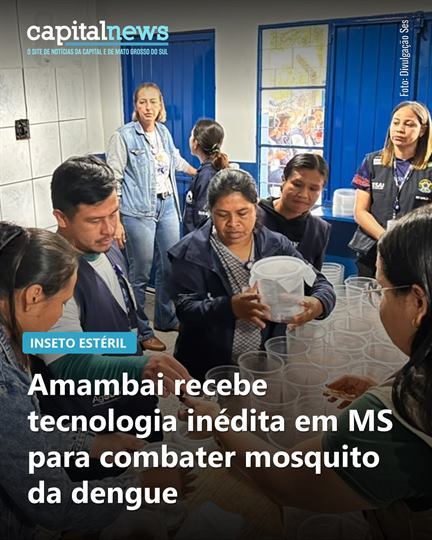 capitalnews
O SITE DE NOTÍCIAS DA CAPITAL E DE MATO GROSSO DO SUL
Foto: Divulgação Ses
INSETO ESTÉRIL
Amambai recebe
tecnologia inédita em MS
para combater mosquito
da dengue